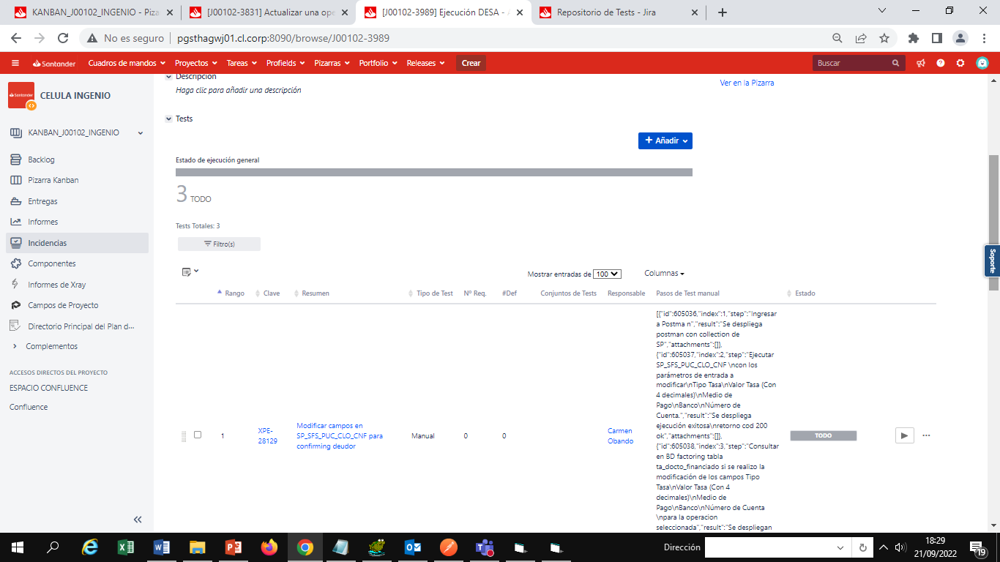 KANBAN_J00102_INGENIO - Piza
[J00102-3831] Actualizar una ope
[J00102-3989] Ejecución DESA - A
Repositorio de Tests - Jira
No es seguro
pgsthagwj01.cl.corp:8090/browse/J00102-3989
Santander
Cuadros de mandos
Proyectos
Tareas
Profields
Pizarras
Portfolio
Releases
Crear
Buscar
CELULA INGENIO
KANBAN_J00102_INGENIO
Backlog
Pizarra Kanban
Entregas
Informes
Incidencias
Componentes
Informes de Xray
Campos de Proyecto
Directorio Principal del Plan d...
Complementos
ACCESOS DIRECTOS DEL PROYECTO
ESPACIO CONFLUENCE
Confluence
Descripción
Haga clic para añadir una descripción
Ver en la Pizarra
Tests
+ Añadir
Estado de ejecución general
3 TODO
Tests Totales: 3
Filtro(s)
Mostrar entradas de 100
Columnas
Rango
Clave
Resumen
Tipo de Test
Nº Req.
#Def
Conjuntos de Tests
Responsable
Pasos de Test manual
Estado
1
XPE-
28129
Modificar campos en
SP_SFS_PUC_CLO_CNF para
confirming deudor
Manual
0
0
Carmen
Obando
[{"id":605036,"index":1,"step":"Ingresar
a Postma n","result":"Se despliega
postman con collection de
SP","attachments":[]},
{"id":605037,"index":2,"step":"Ejecutar
SP_SFS_PUC_CLO_CNF \ncon los
parámetros de entrada a
modificar\nTipo Tasa\nValor Tasa (Con
4 decimales)\nMedio de
Pago\nBanco\nNúmero de
Cuenta.","result":"Se despliega
ejecución exitosa\nretorno cod 200
ok","attachments":[]},
{"id":605038,"index":3,"step":"Consultar
en BD factoring tabla
ta_docto_financiado si se realizo la
modificación de los campos Tipo
Tasa\nValor Tasa (Con 4
decimales)\nMedio de
Pago\nBanco\nNúmero de Cuenta
\npara la operacion
seleccionada","result":"Se despliegan
TODO
Soporte
Dirección
18:29
21/09/2022
19